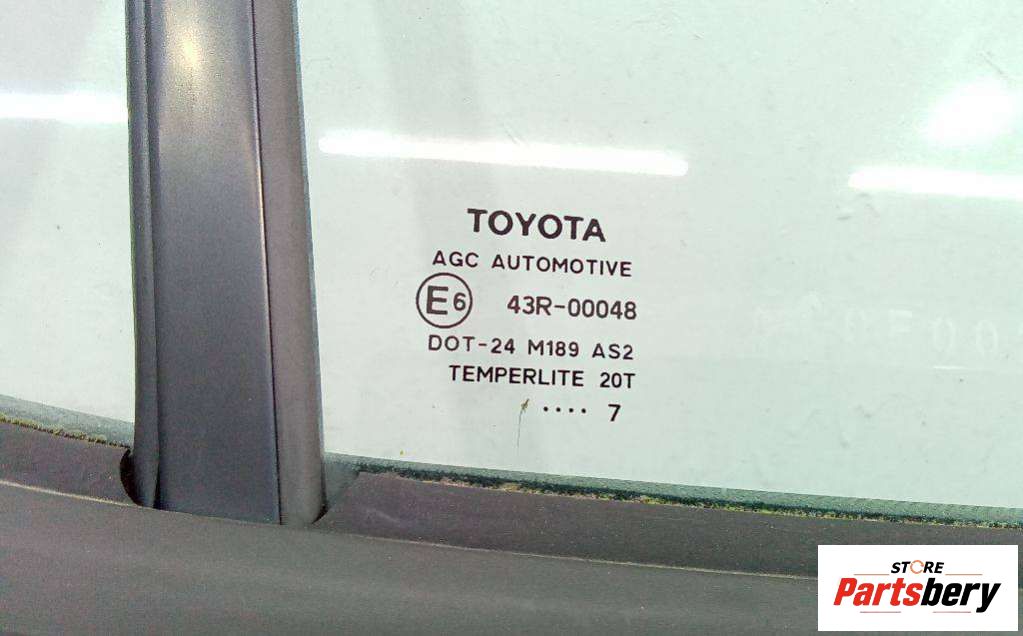 TOYOTA
AGC AUTOMOTIVE
E6 43R-00048
DOT-24 M189 AS2
TEMPERLITE 20T
.... 7
STORE
Partsbery